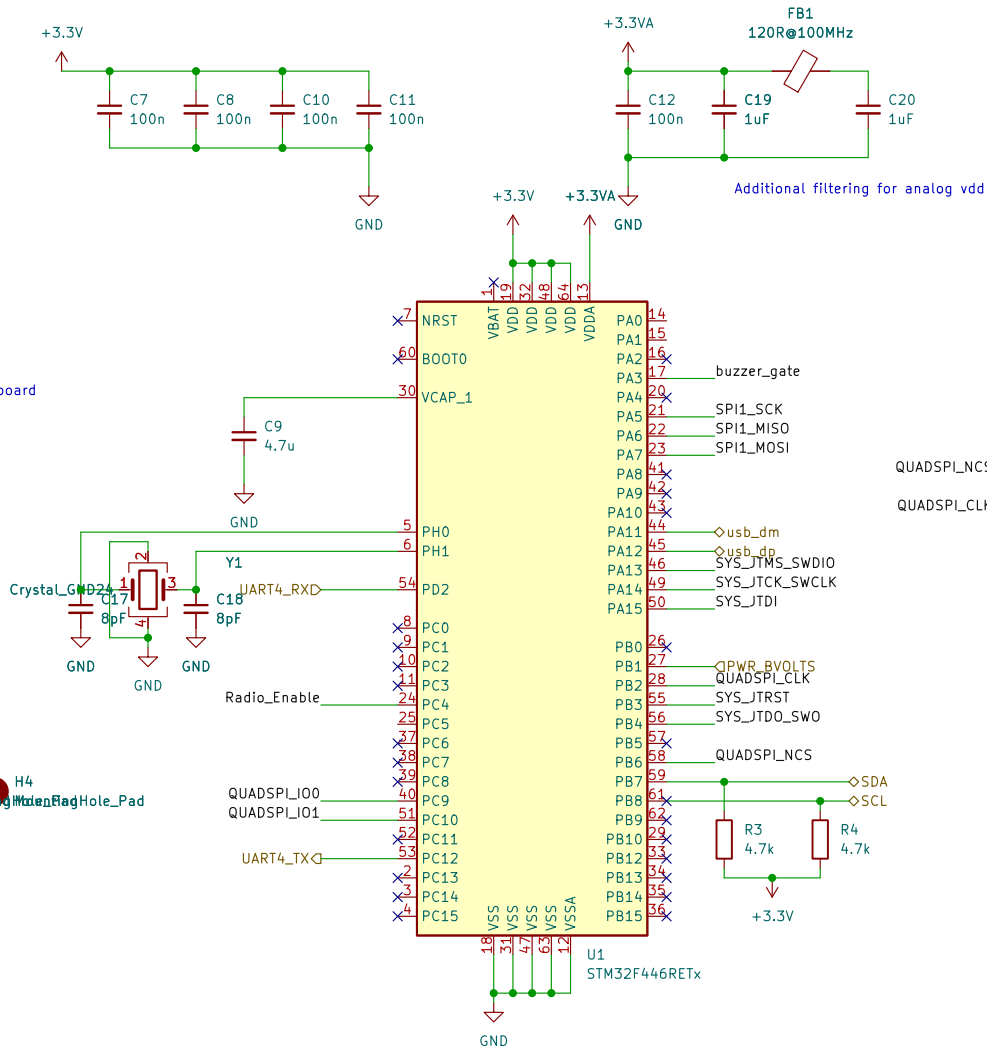 +3.3V
C7
100n
C8
100n
C10
100n
C11
100n
GND
+3.3VA
FB1
120R@100MHz
C12
100n
C19
1uF
C20
1uF
GND
Additional filtering for analog vdd
+3.3V
+3.3VA
1
19
32
48
64
13
VBAT
VDD
VDD
VDD
VDD
VDDA
7 NRST
60 BOOT0
30 VCAP_1
5 PH0
6 PH1
54 PD2
8 PC0
9 PC1
10 PC2
11 PC3
24 PC4
25 PC5
37 PC6
38 PC7
39 PC8
40 PC9
51 PC10
52 PC11
53 PC12
2 PC13
3 PC14
4 PC15
PA0 14
PA1 15
PA2 16
PA3 17 buzzer_gate
PA4 20
PA5 21 SPI1_SCK
PA6 22 SPI1_MISO
PA7 23 SPI1_MOSI
PA8 41
PA9 42
PA10 43
PA11 44 usb_dm
PA12 45 usb_dp
PA13 46 SYS_JTMS_SWDIO
PA14 49 SYS_JTCK_SWCLK
PA15 50 SYS_JTDI
PB0 26
PB1 27 PWR_BVOLTS
PB2 28 QUADSPI_CLK
PB3 55 SYS_JTRST
PB4 56 SYS_JTDO_SWO
PB5 57
PB6 58 QUADSPI_NCS
PB7 59 SDA
PB8 61 SCL
PB9 62
PB10 29
PB12 33
PB13 34
PB14 35
PB15 36
VSS
VSS
VSS
VSS
VSSA
18
31
47
63
12
U1
STM32F446RETx
GND
board
C9
4.7u
GND
Y1
Crystal_GND24
1
2
3
4
C17
8pF
C18
8pF
GND
GND
GND
UART4_RX
Radio_Enable
QUADSPI_IO0
QUADSPI_IO1
UART4_TX
H4
MountingHole_Pad
QUADSPI_NCS
QUADSPI_CLK
R3
4.7k
R4
4.7k
+3.3V